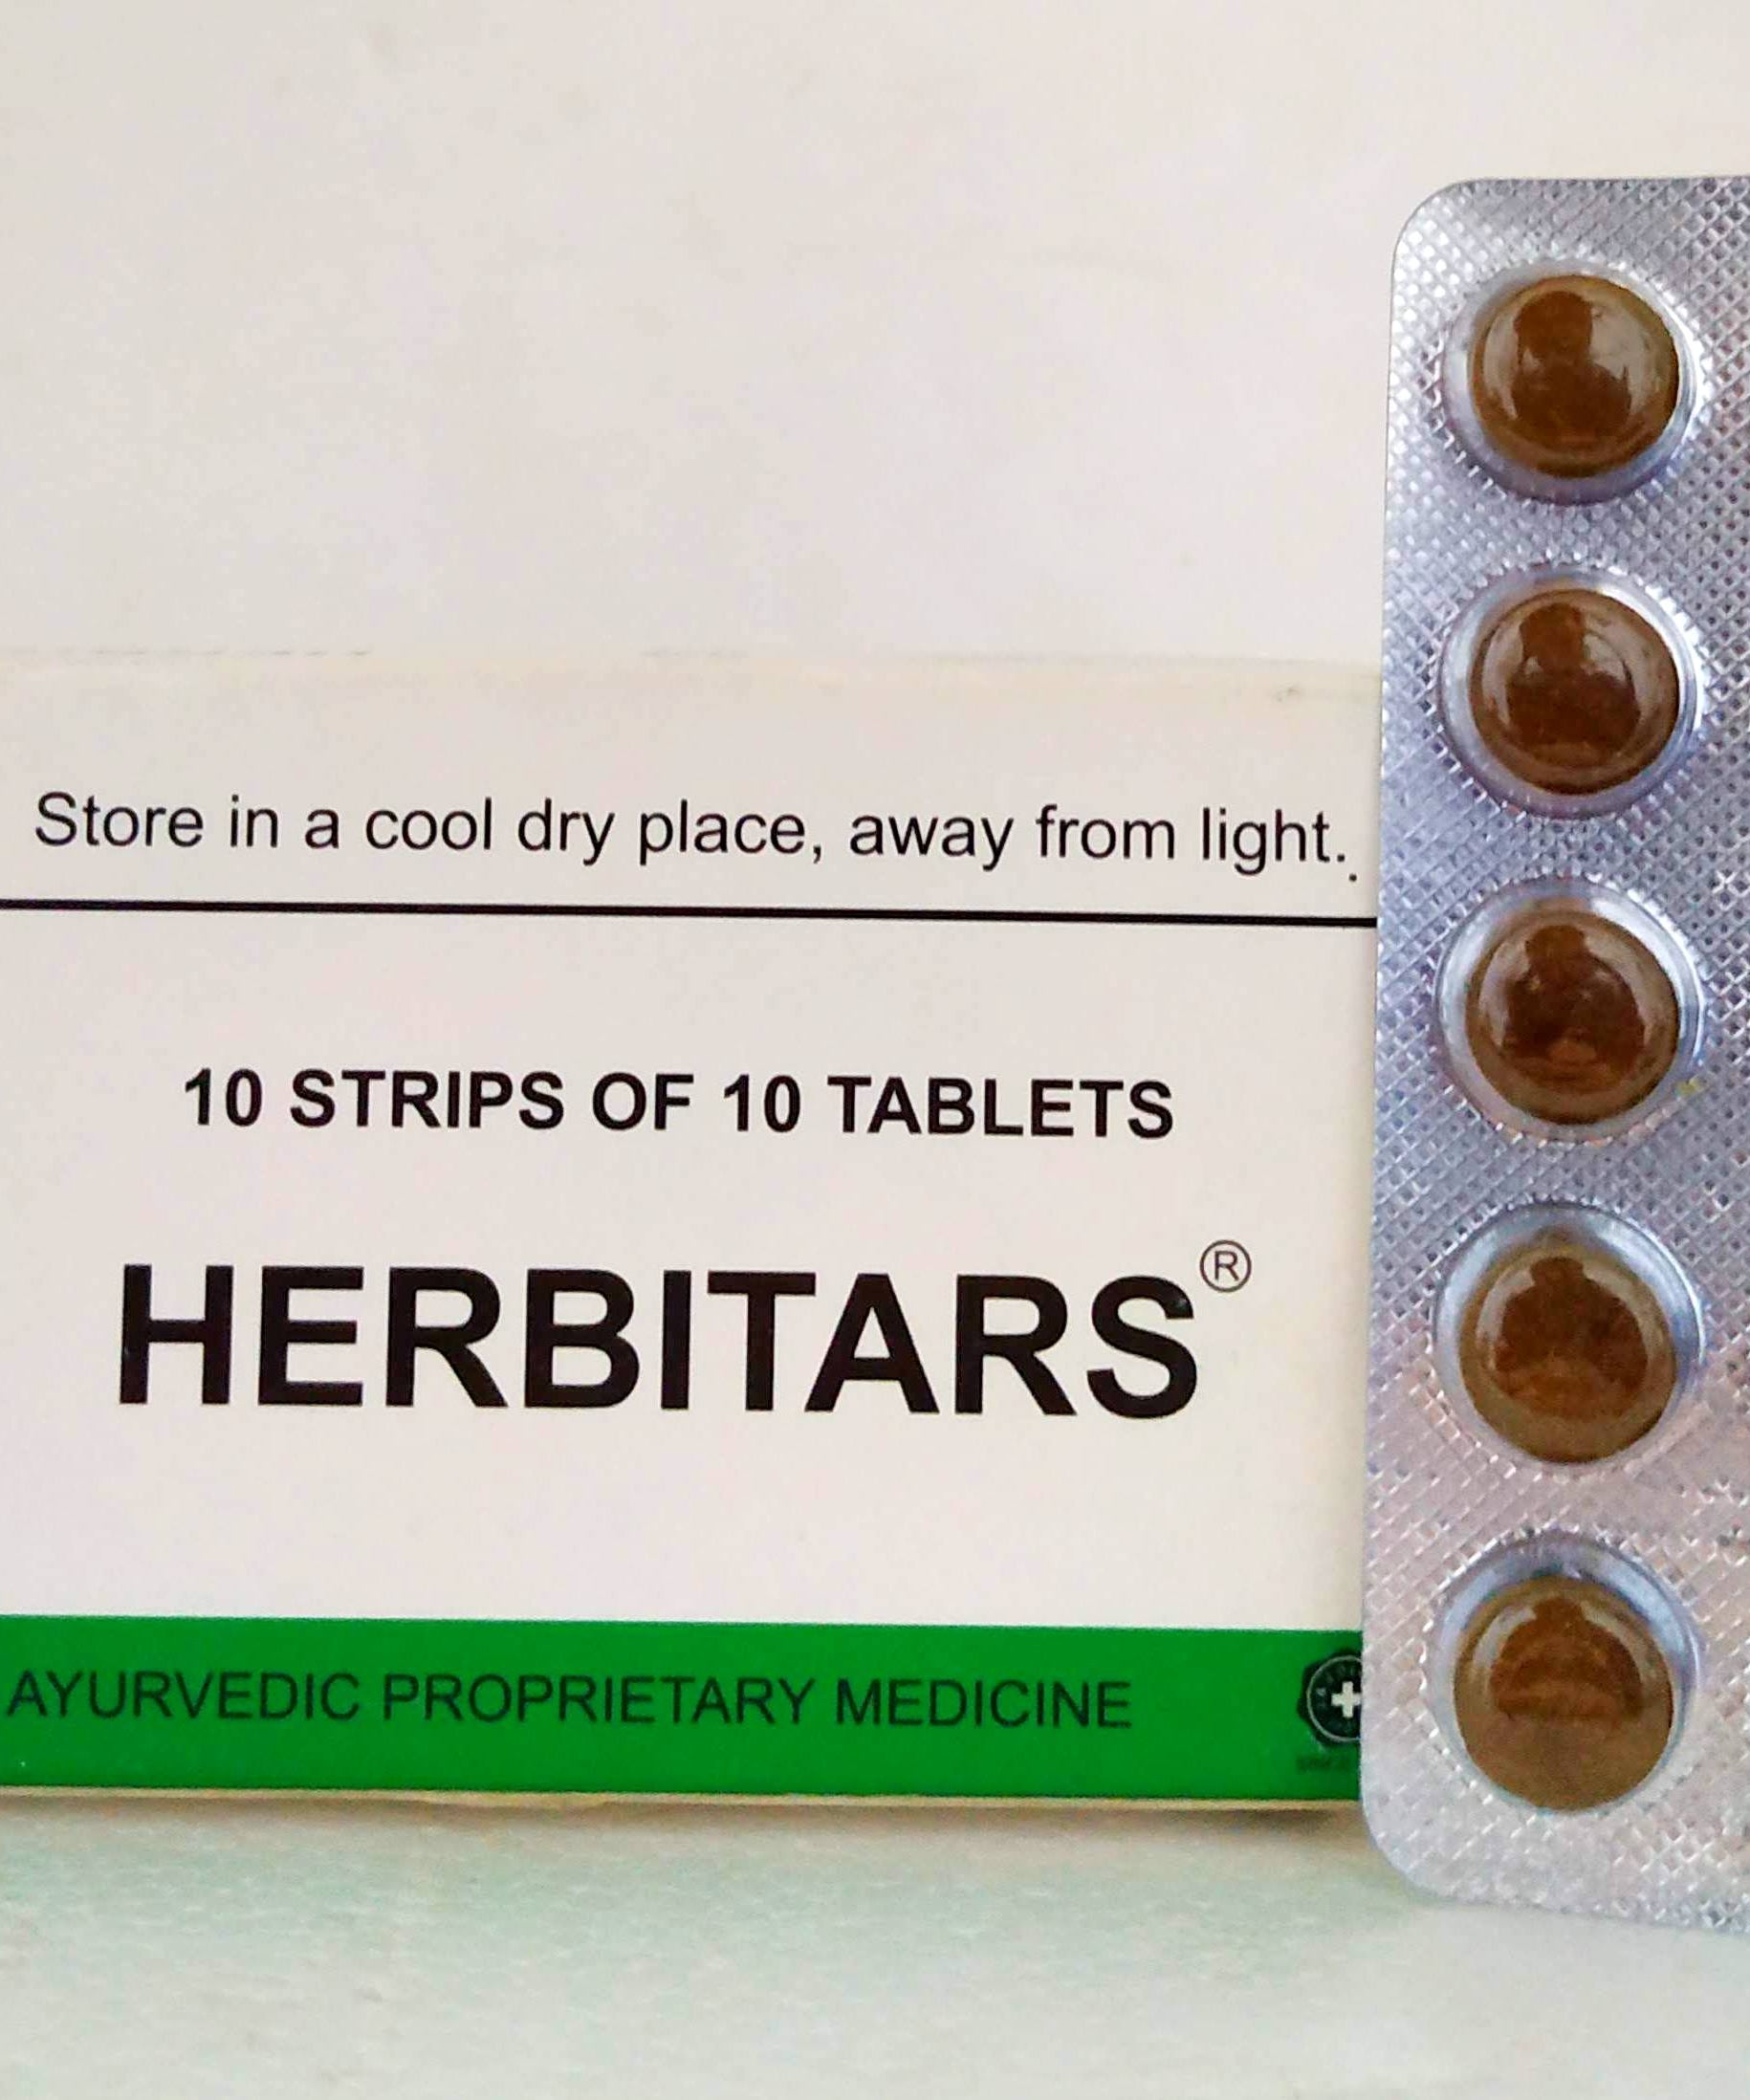 Store in a cool dry place, away from light.
10 STRIPS OF 10 TABLETS
HERBITARS®
AYURVEDIC PROPRIETARY MEDICINE